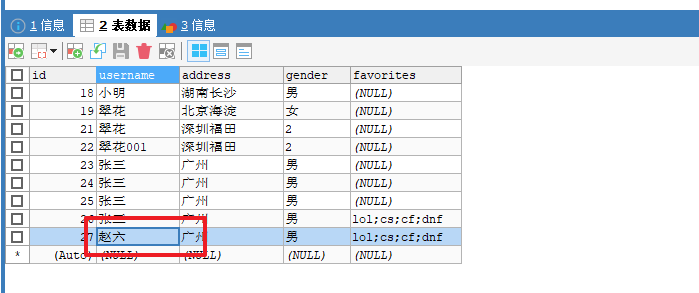 1 信息 2 表数据 3 信息
id username address gender favorites
18 小明 湖南长沙 男 (NULL)
19 翠花 北京海淀 女 (NULL)
21 翠花 深圳福田 2 (NULL)
22 翠花001 深圳福田 2 (NULL)
23 张三 广州 男 (NULL)
24 张三 广州 男 (NULL)
25 张三 广州 男 (NULL)
26 张三 广州 男 lol;cs;cf;dnf
27 赵六 广州 男 lol;cs;cf;dnf
* (Auto) (NULL) (NULL) (NULL) (NULL)